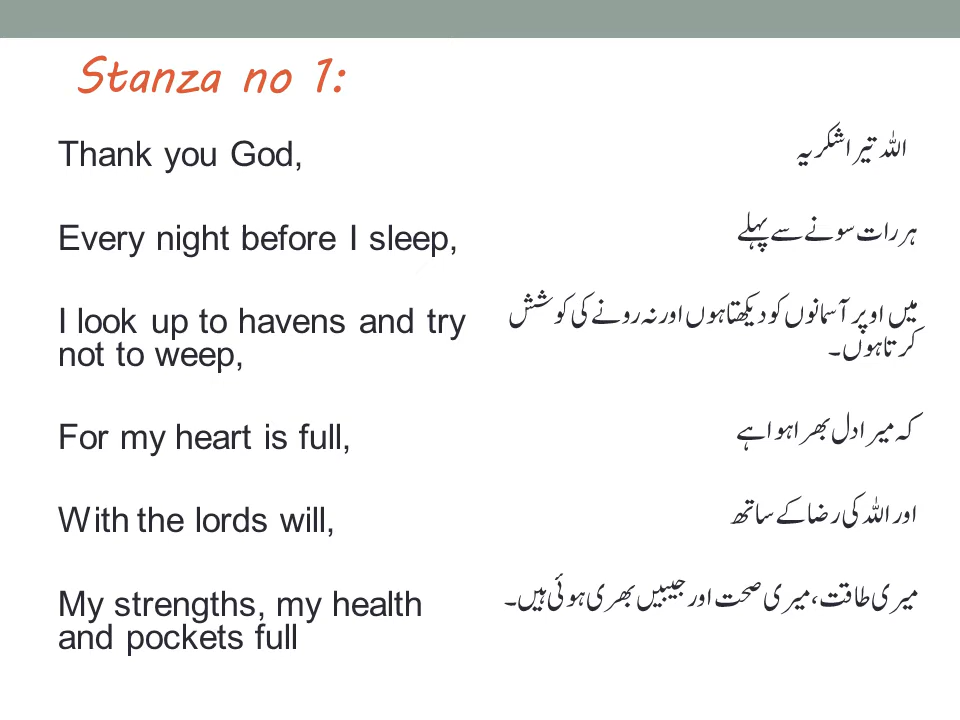 Stanza no 1:
Thank you God,
اللہ تیرا شکریہ
Every night before I sleep,
ہر رات سونے سے پہلے
I look up to havens and try
not to weep,
میں اوپر آسمانوں کو دیکھتا ہوں اور نہ رونے کی کوشش
کرتا ہوں۔
For my heart is full,
کہ میرا دل بھرا ہوا ہے
With the lords will,
اور اللہ کی رضا کے ساتھ
My strengths, my health
and pockets full
میری طاقت، میری صحت اور جیبیں بھری ہوئی ہیں۔